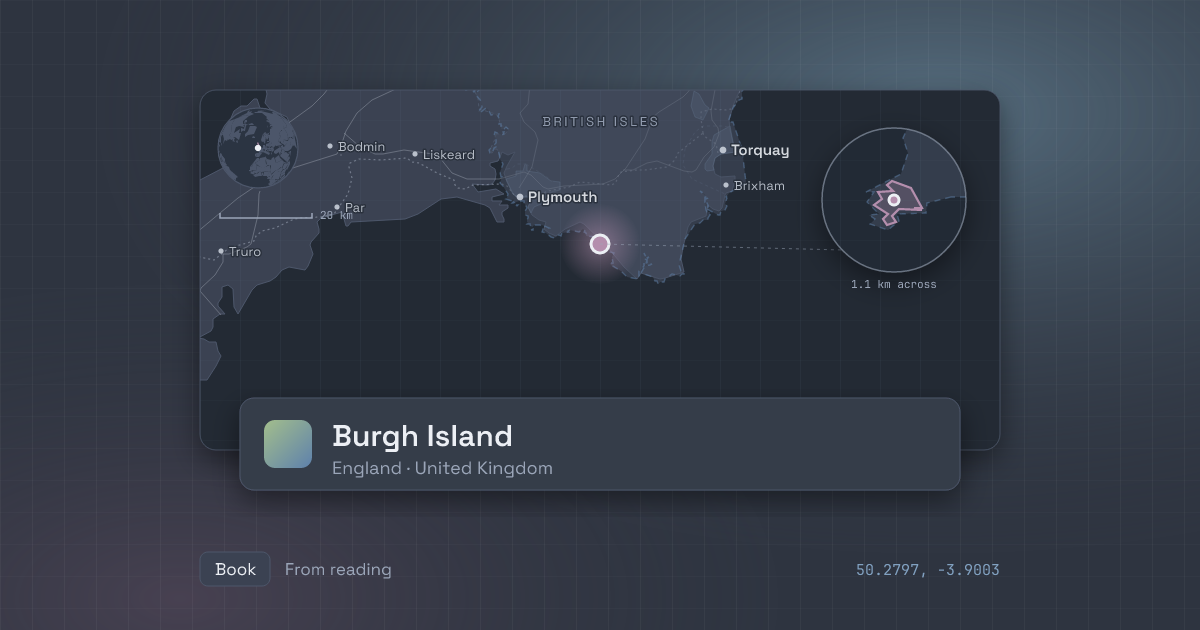 BRITISH ISLES
Bodmin
Liskeard
Torquay
Brixham
Plymouth
Par
20 km
Truro
1.1 km across
Burgh Island
England · United Kingdom
Book
From reading
50.2797, -3.9003